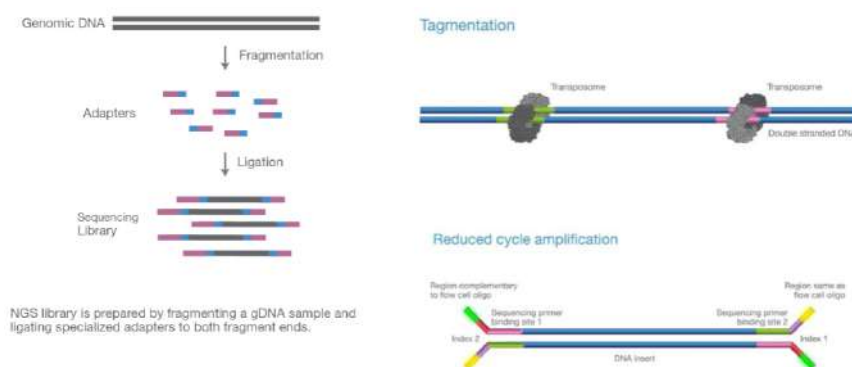 Genomic DNA
Fragmentation
Adapters
Ligation
Sequencing
Library
NGS library is prepared by fragmenting a gDNA sample and
ligating specialized adapters to both fragment ends.
Tagmentation
Transposome
Transposome
Double stranded DNA
Reduced cycle amplification
Region complementary
to flow cell oligo
Region same as
flow cell oligo
Sequencing primer
binding site 1
Sequencing primer
binding site 2
Index 2
Index 1
DNA insert